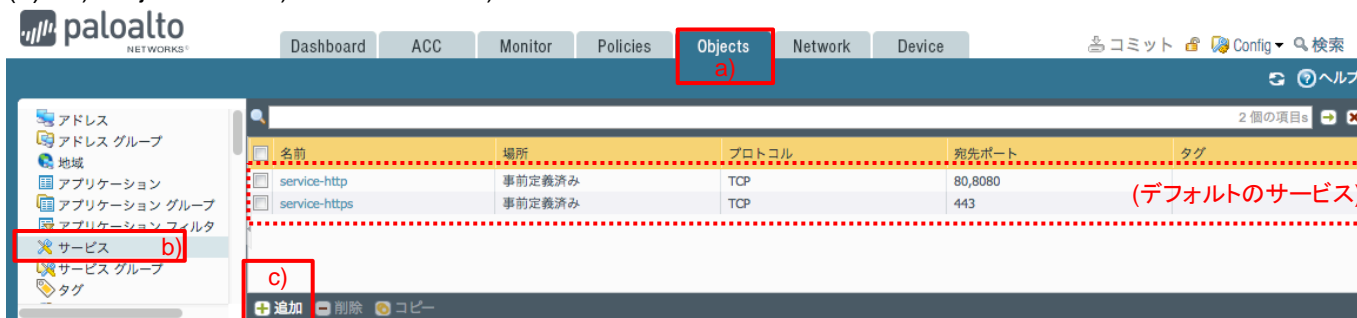 paloalto
NETWORKS®
Dashboard ACC Monitor Policies Objects Network Device コミット Config 検索
a)
ヘルプ
アドレス
アドレス グループ
地域
アプリケーション
アプリケーション グループ
アプリケーション フィルタ
サービス b)
サービス グループ
タグ
2 個の項目s
名前 場所 プロトコル 宛先ポート タグ
service-http 事前定義済み TCP 80,8080
service-https 事前定義済み TCP 443
(デフォルトのサービス)
c)
追加 削除 コピー